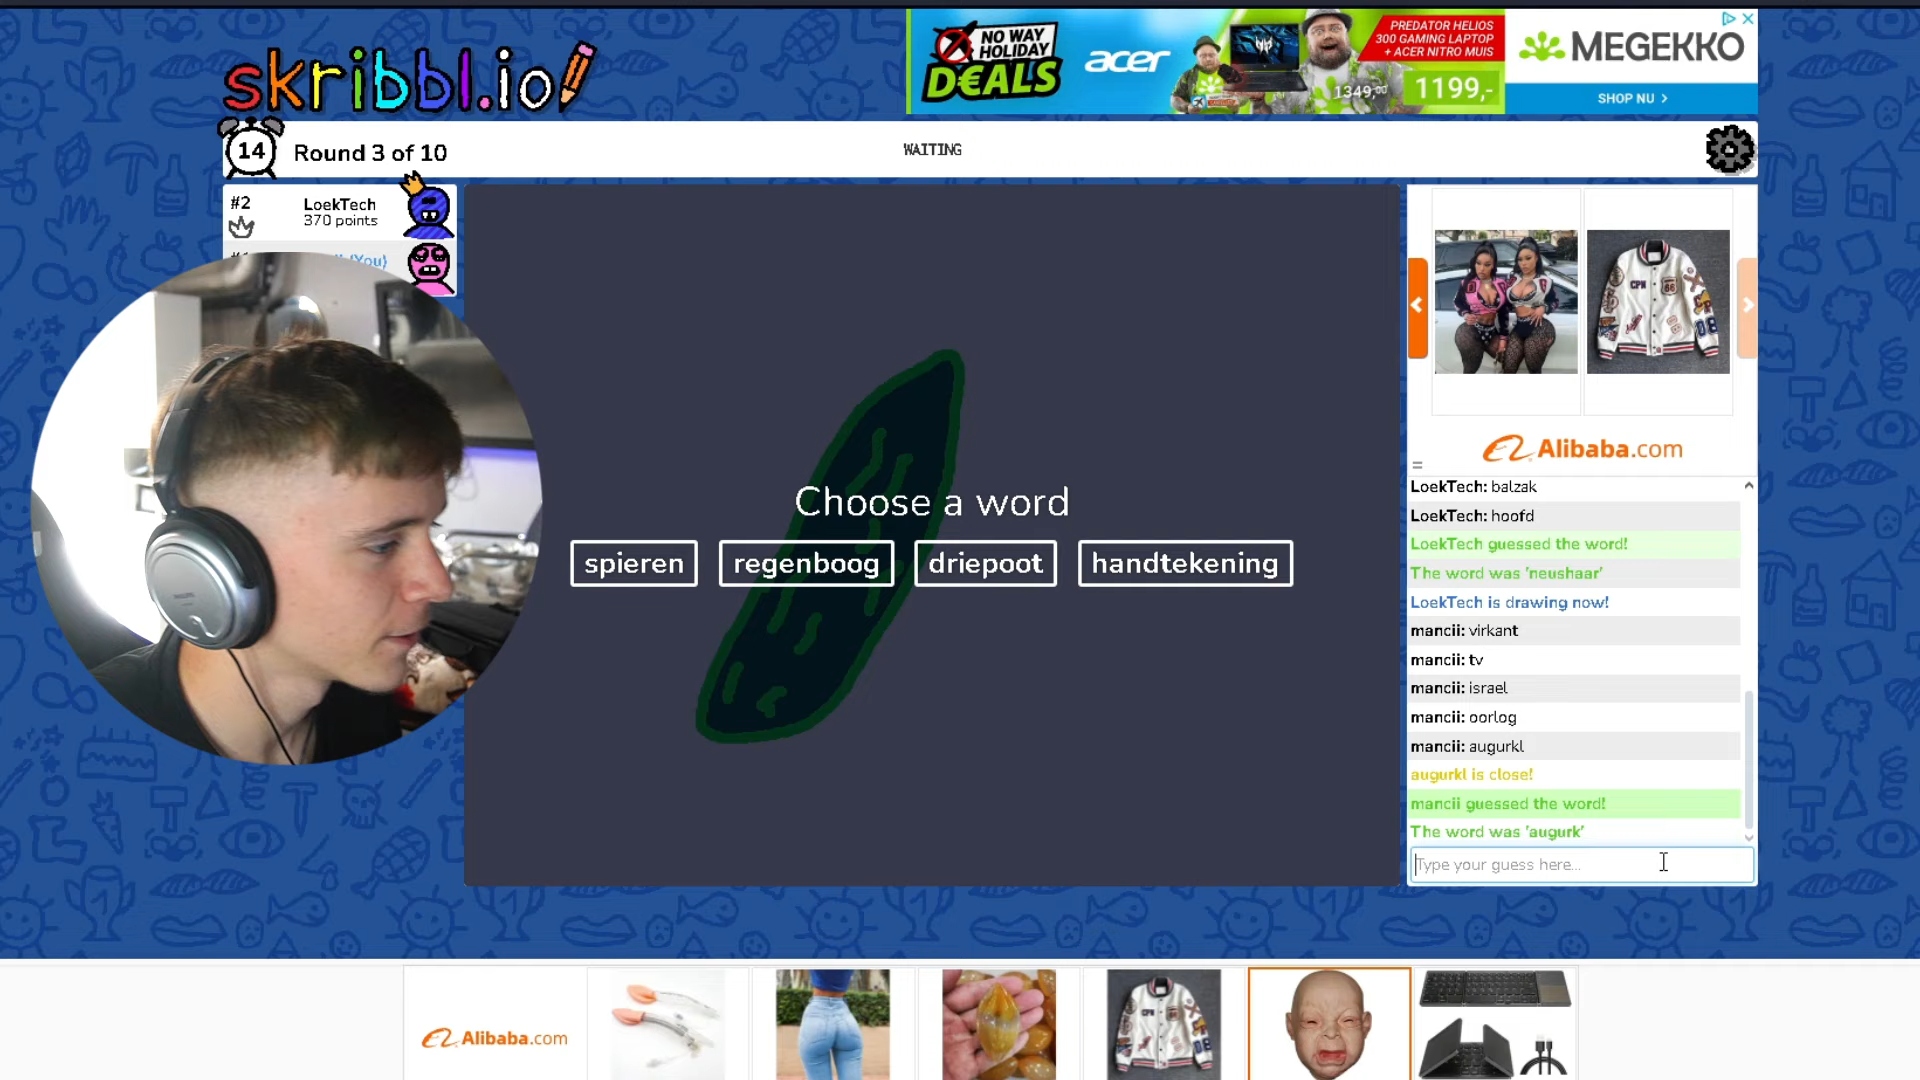 skribbl.io
NO WAY
HOLIDAY
D€ALS
acer
PREDATOR HELIOS
300 GAMING LAPTOP
+ ACER NITRO MUIS
1349,00
1199,-
MEGEKKO
SHOP NU >
14
Round 3 of 10
WAITING
#2
LoekTech
370 points
(You)
Choose a word
spieren
regenboog
driepoot
handtekening
Alibaba.com
LoekTech: balzak
LoekTech: hoofd
LoekTech guessed the word!
The word was 'neushaar'
LoekTech is drawing now!
mancii: virkant
mancii: tv
mancii: israel
mancii: oorlog
mancii: augurkl
augurkl is close!
mancii guessed the word!
The word was 'augurk'
Type your guess here...
Alibaba.com